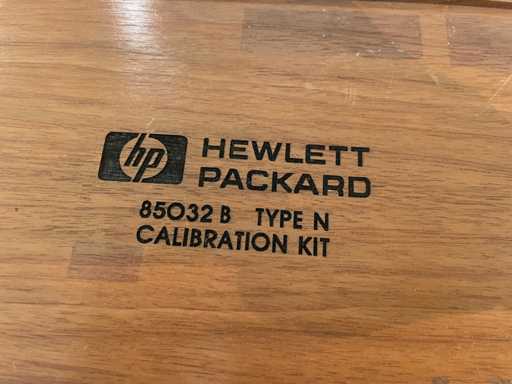 hp HEWLETT
PACKARD
85032 B TYPE N
CALIBRATION KIT